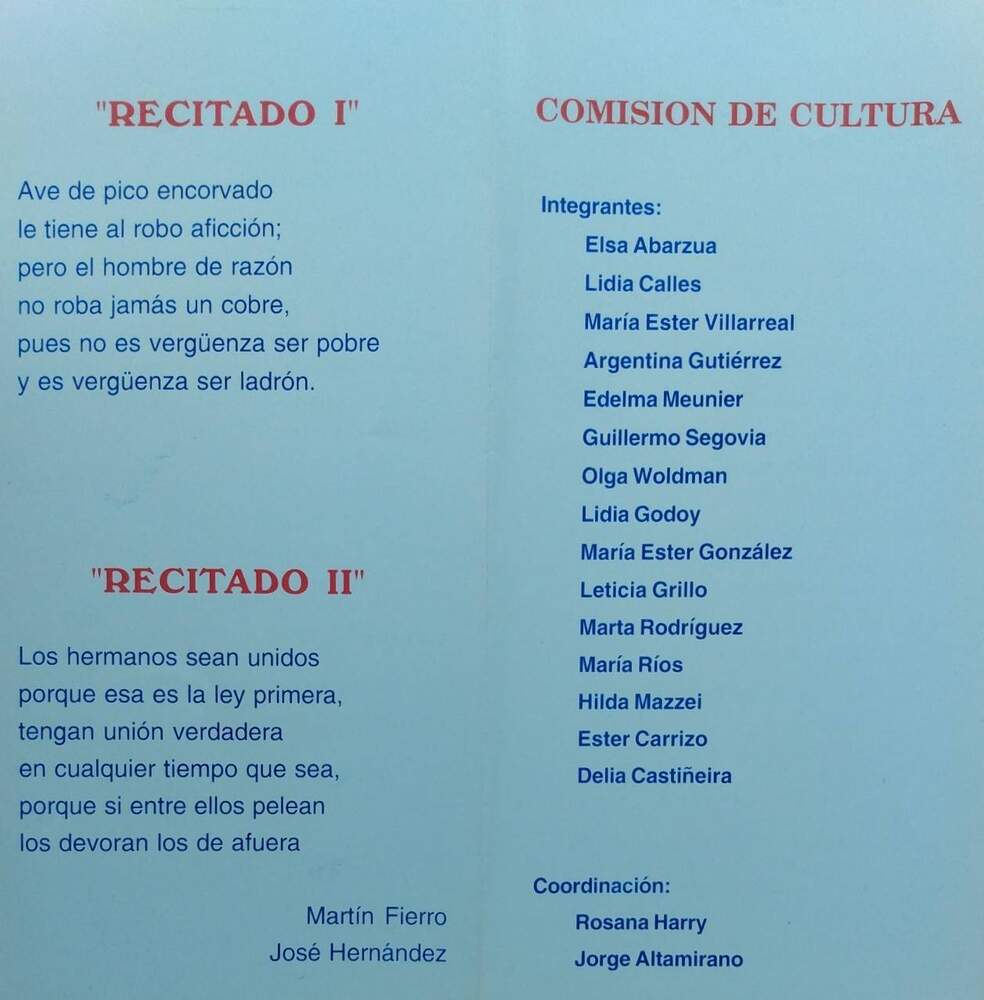 "RECITADO I"
Ave de pico encorvado
le tiene al robo aficción;
pero el hombre de razón
no roba jamás un cobre,
pues no es vergüenza ser pobre
y es vergüenza ser ladrón.
"RECITADO II"
Los hermanos sean unidos
porque esa es la ley primera,
tengan unión verdadera
en cualquier tiempo que sea,
porque si entre ellos pelean
los devoran los de afuera
Martín Fierro
José Hernández
COMISION DE CULTURA
Integrantes:
Elsa Abarzua
Lidia Calles
María Ester Villarreal
Argentina Gutiérrez
Edelma Meunier
Guillermo Segovia
Olga Woldman
Lidia Godoy
María Ester González
Leticia Grillo
Marta Rodríguez
María Ríos
Hilda Mazzei
Ester Carrizo
Delia Castiñeira
Coordinación:
Rosana Harry
Jorge Altamirano